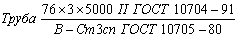 Труба 76×3×5000 II ГОСТ 10704 – 91
В – Ст3сп ГОСТ 10705 – 80